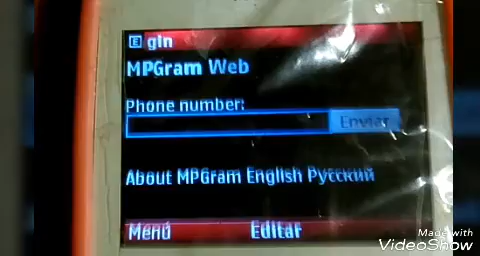 E gin
MPGram Web
Phone number:
Enviar
About MPGram English Русский
Menú Editar
Made with
VideoShow